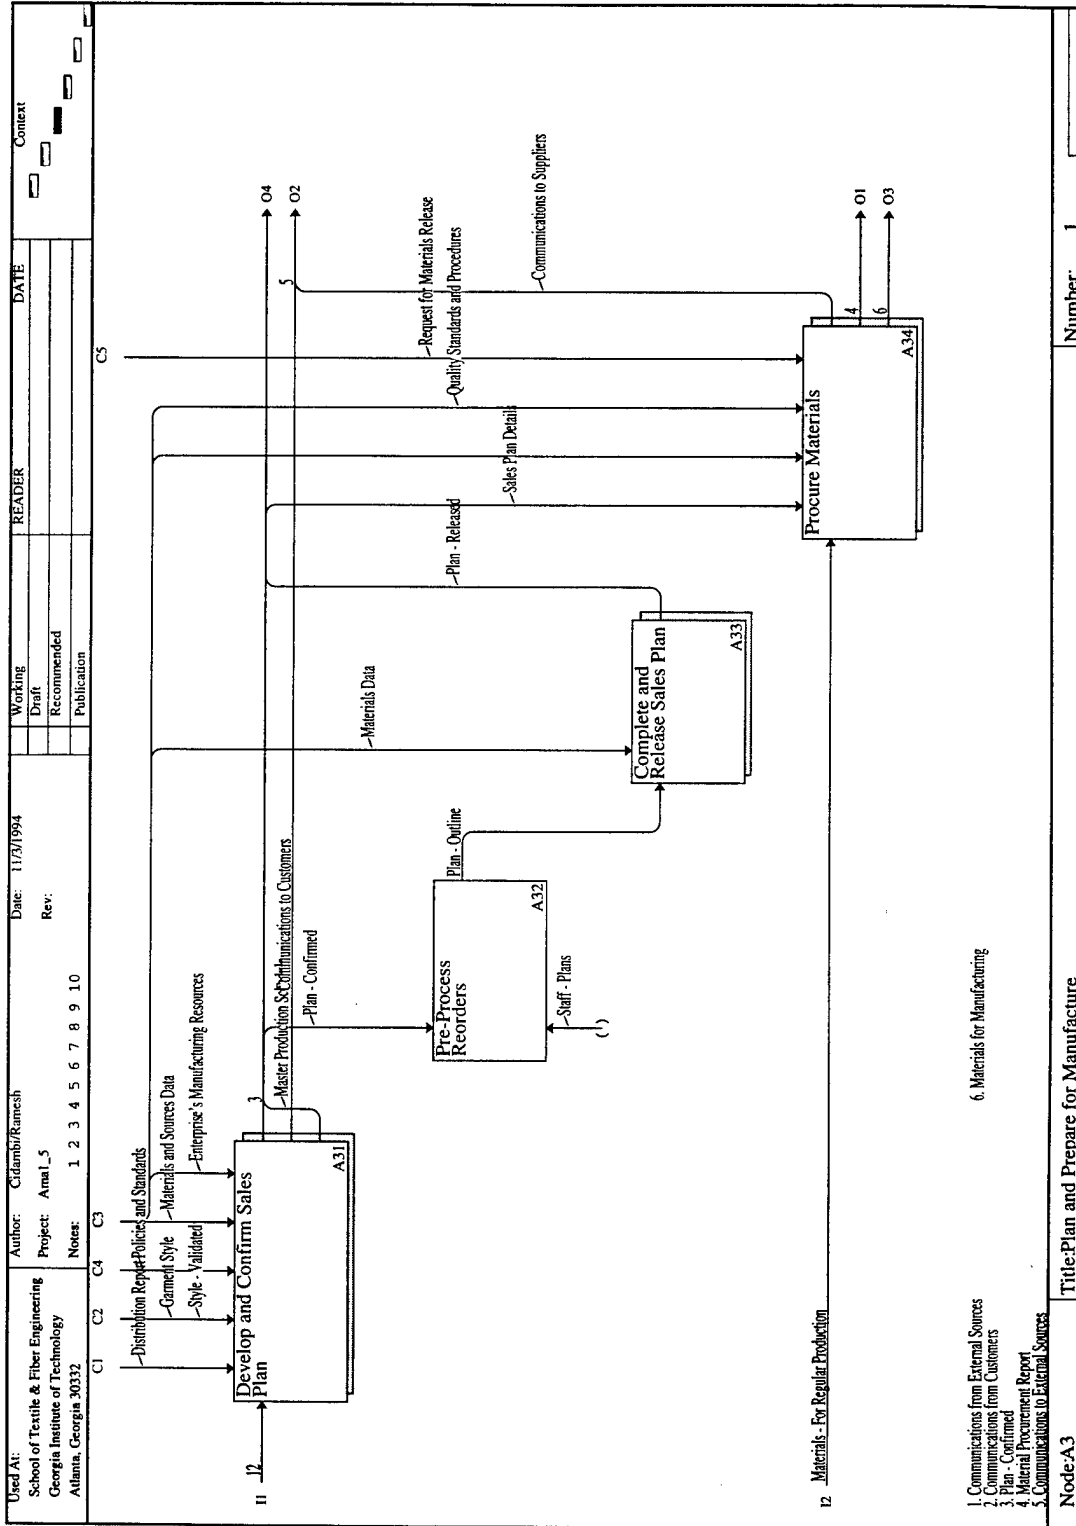 Used At:
School of Textile & Fiber Engineering
Georgia Institute of Technology
Atlanta, Georgia 30332
Author: Cidambi/Ramesh
Project: Ama1_5
Notes: 1 2 3 4 5 6 7 8 9 10
Date: 11/3/1994
Rev:
Working
Draft
Recommended
Publication
READER
DATE
Context
C1
C2
C4
C3
C5
Distribution Report
Policies and Standards
Garment Style
Style - Validated
Materials and Sources Data
Enterprise's Manufacturing Resources
I1
12
Develop and Confirm Sales
Plan
A31
3
Master Production
Communications to Customers
Plan - Confirmed
O4
O2
5
Pre-Process
Reorders
A32
Staff - Plans
( )
Plan - Outline
Materials Data
Complete and
Release Sales Plan
A33
Plan - Released
Sales Plan Details
Quality Standards and Procedures
Request for Materials Release
Communications to Suppliers
I2
Materials - For Regular Production
Procure Materials
A34
4
6
O1
O3
1. Communications from External Sources
2. Communications from Customers
3. Plan - Confirmed
4. Material Procurement Report
5. Communications to External Sources
6. Materials for Manufacturing
Node:A3
Title:Plan and Prepare for Manufacture
Number: 1